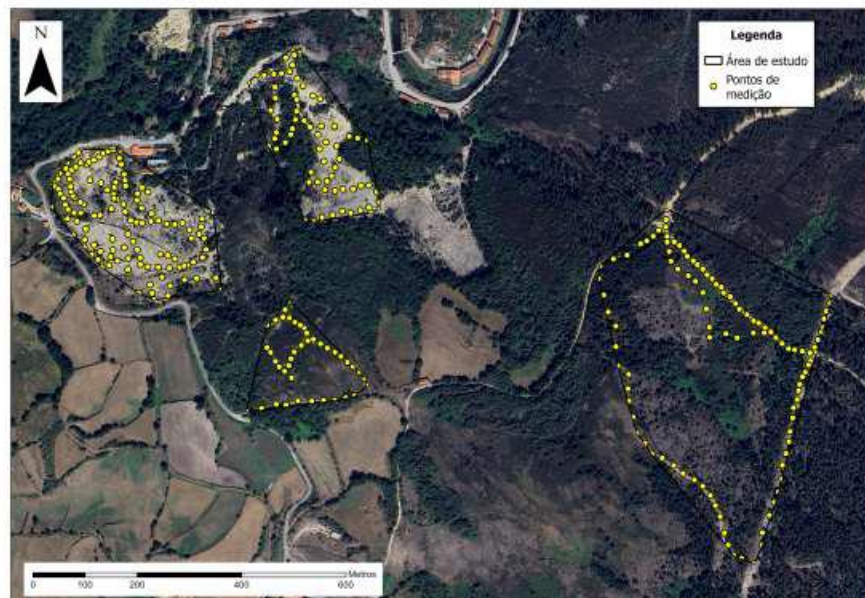 N
Legenda
Área de estudo
Pontos de
medição
0 100 200 400 600
Metros